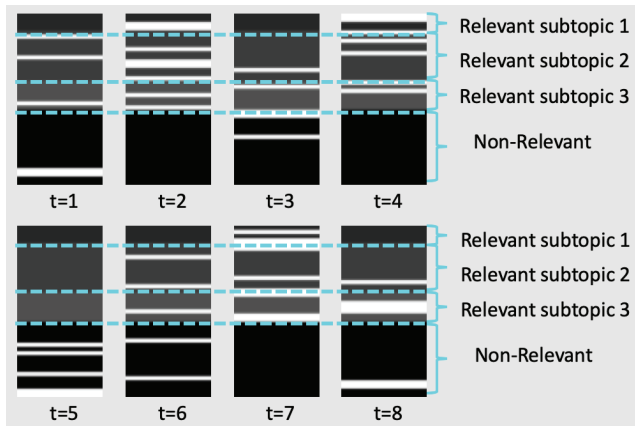 Relevant subtopic 1
Relevant subtopic 2
Relevant subtopic 3
Non-Relevant
t=1 t=2 t=3 t=4
Relevant subtopic 1
Relevant subtopic 2
Relevant subtopic 3
Non-Relevant
t=5 t=6 t=7 t=8